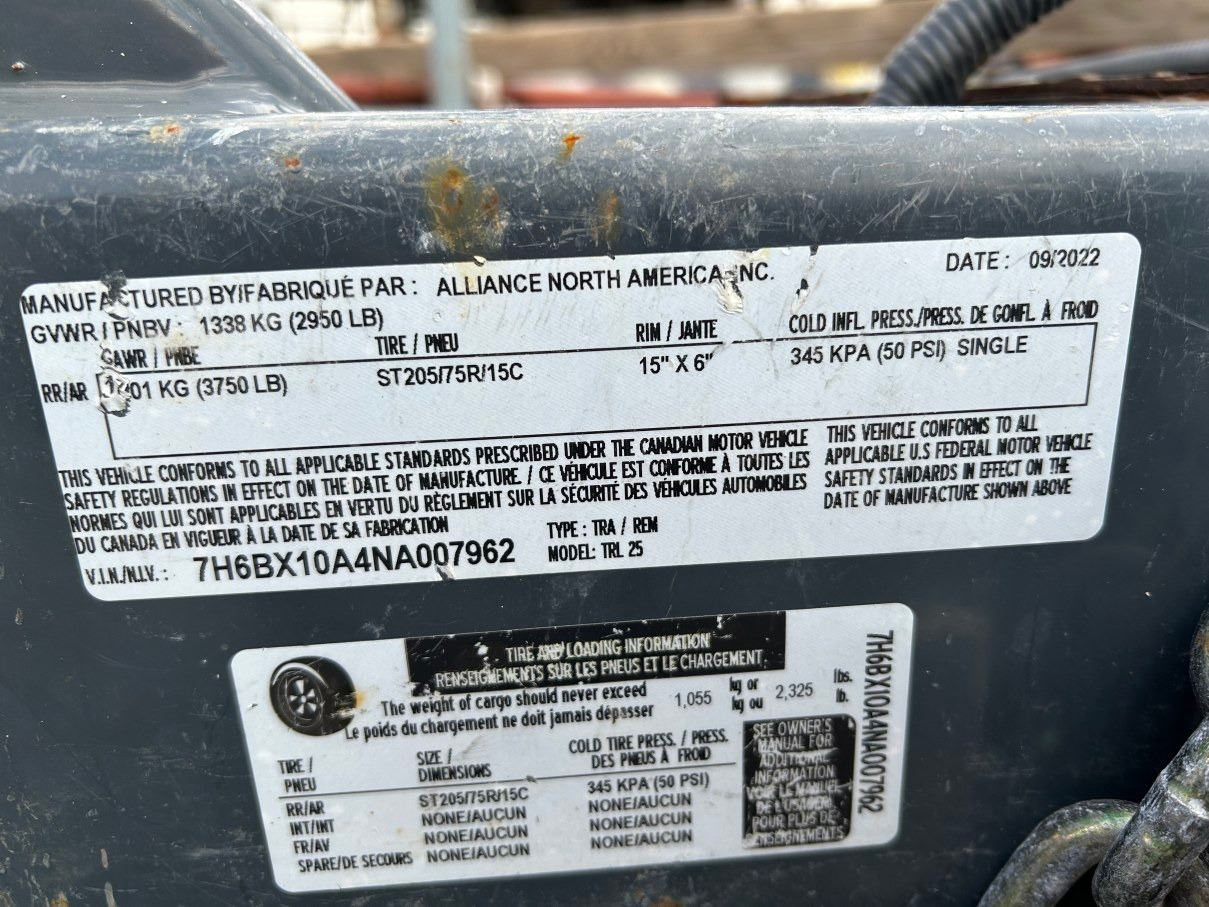 MANUFACTURED BY/FABRIQUÉ PAR : ALLIANCE NORTH AMERICA INC. DATE : 09/2022
GVWR / PNBV : 1338 KG (2950 LB)
GAWR / PNBE TIRE / PNEU RIM / JANTE COLD INFL. PRESS./PRESS. DE GONFL. À FROID
RR/AR 1701 KG (3750 LB) ST205/75R/15C 15" X 6" 345 KPA (50 PSI) SINGLE
THIS VEHICLE CONFORMS TO ALL APPLICABLE STANDARDS PRESCRIBED UNDER THE CANADIAN MOTOR VEHICLE
SAFETY REGULATIONS IN EFFECT ON THE DATE OF MANUFACTURE. / CE VÉHICULE EST CONFORME À TOUTES LES
NORMES QUI LUI SONT APPLICABLES EN VERTU DU RÈGLEMENT SUR LA SÉCURITÉ DES VÉHICULES AUTOMOBILES
DU CANADA EN VIGUEUR À LA DATE DE SA FABRICATION
THIS VEHICLE CONFORMS TO ALL
APPLICABLE U.S FEDERAL MOTOR VEHICLE
SAFETY STANDARDS IN EFFECT ON THE
DATE OF MANUFACTURE SHOWN ABOVE
TYPE : TRA / REM
V.I.N./N.I.V. : 7H6BX10A4NA007962 MODEL: TRL 25
TIRE AND LOADING INFORMATION
RENSEIGNEMENTS SUR LES PNEUS ET LE CHARGEMENT
The weight of cargo should never exceed 1,055 kg or 2,325 lbs.
Le poids du chargement ne doit jamais dépasser kg ou lb.
TIRE / SIZE / COLD TIRE PRESS. / PRESS.
PNEU DIMENSIONS DES PNEUS À FROID
RR/AR ST205/75R/15C 345 KPA (50 PSI)
INT/INT NONE/AUCUN NONE/AUCUN
FR/AV NONE/AUCUN NONE/AUCUN
SPARE/DE SECOURS NONE/AUCUN NONE/AUCUN
SEE OWNER'S
MANUAL FOR
ADDITIONAL
INFORMATION
VOIR LE MANUEL
DE L'USAGER
POUR PLUS DE
RENSEIGNEMENTS
7H6BX10A4NA007962